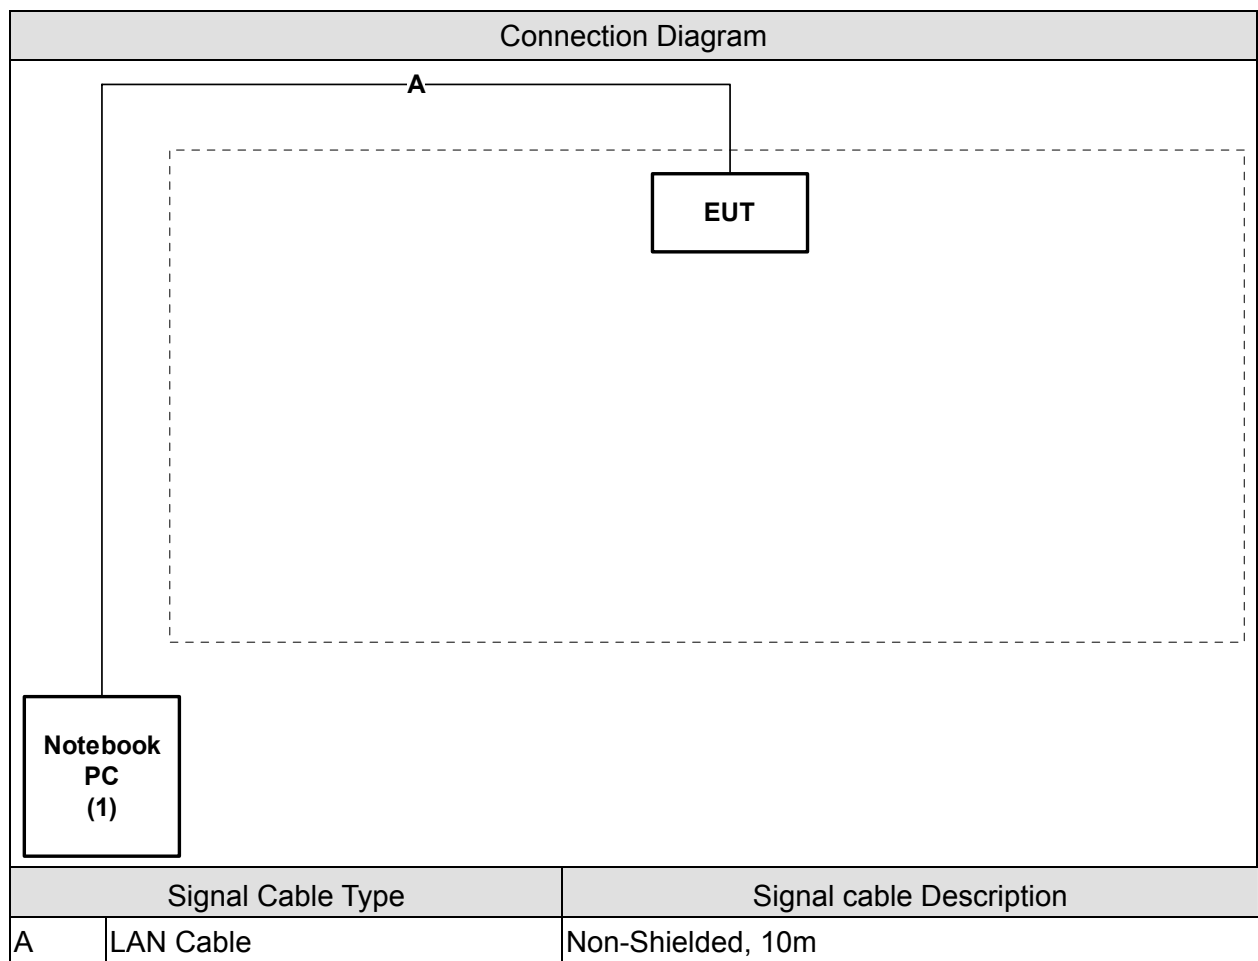 Connection Diagram
A
EUT
Notebook
PC
(1)
Signal Cable Type Signal cable Description
A LAN Cable Non-Shielded, 10m